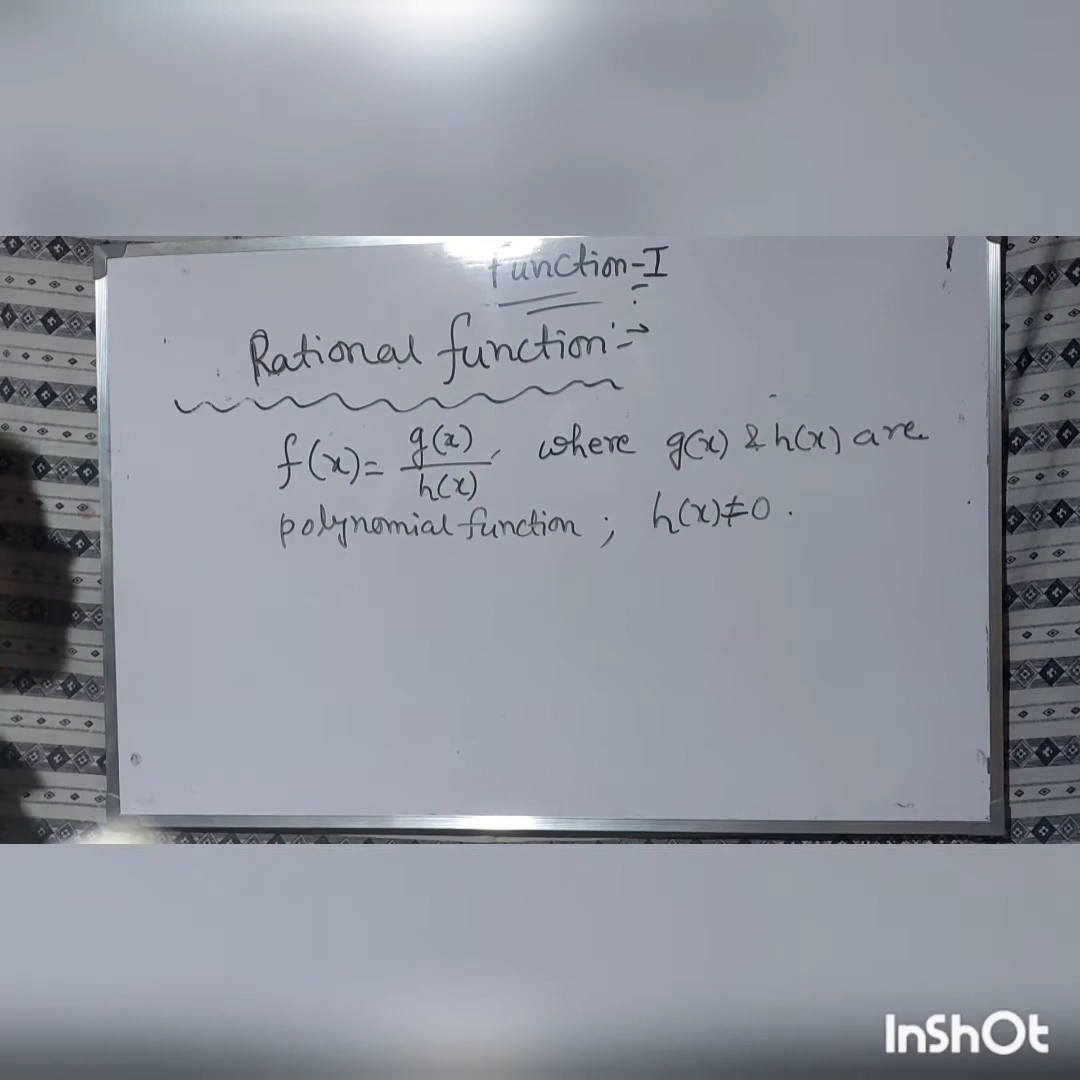 Function-I
Rational function:→
f(x) = g(x)/h(x), where g(x) & h(x) are
polynomial function; h(x)≠0.
InShOt